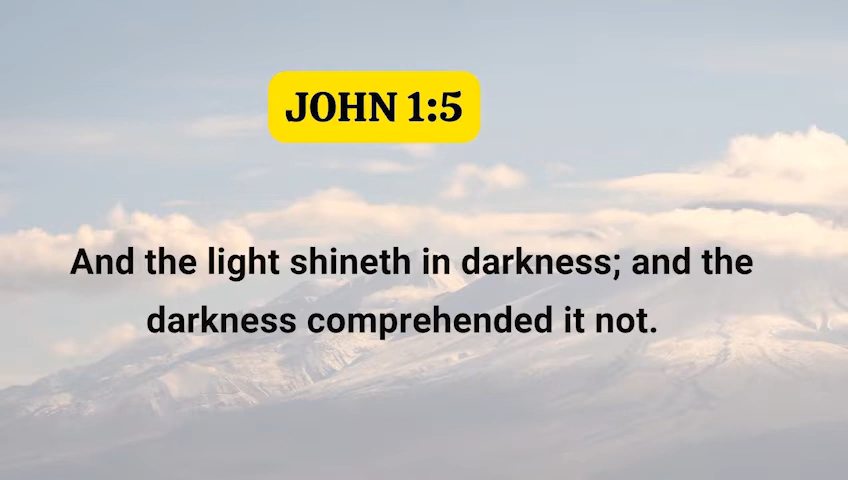 JOHN 1:5
And the light shineth in darkness; and the
darkness comprehended it not.